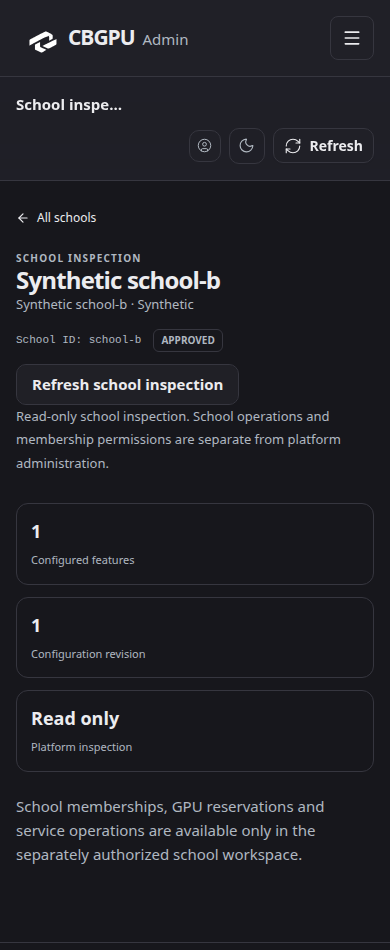 CBGPU Admin
School inspe...
Refresh
All schools
SCHOOL INSPECTION
Synthetic school-b
Synthetic school-b · Synthetic
School ID: school-b APPROVED
Refresh school inspection
Read-only school inspection. School operations and
membership permissions are separate from platform
administration.
1
Configured features
1
Configuration revision
Read only
Platform inspection
School memberships, GPU reservations and
service operations are available only in the
separately authorized school workspace.